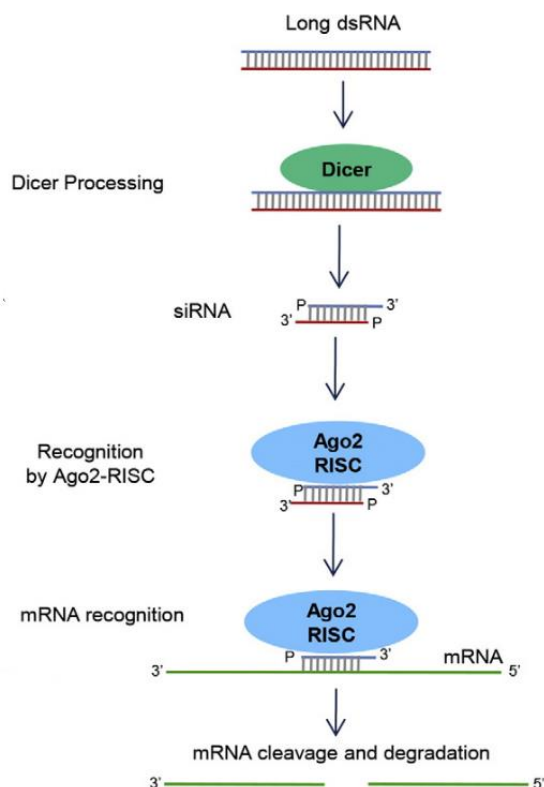 Long dsRNA
Dicer
Dicer Processing
P 3'
siRNA
3' P
Ago2
RISC
Recognition
by Ago2-RISC
P 3'
3' P
Ago2
RISC
mRNA recognition
P 3'
mRNA
3' 5'
mRNA cleavage and degradation
3' 5'